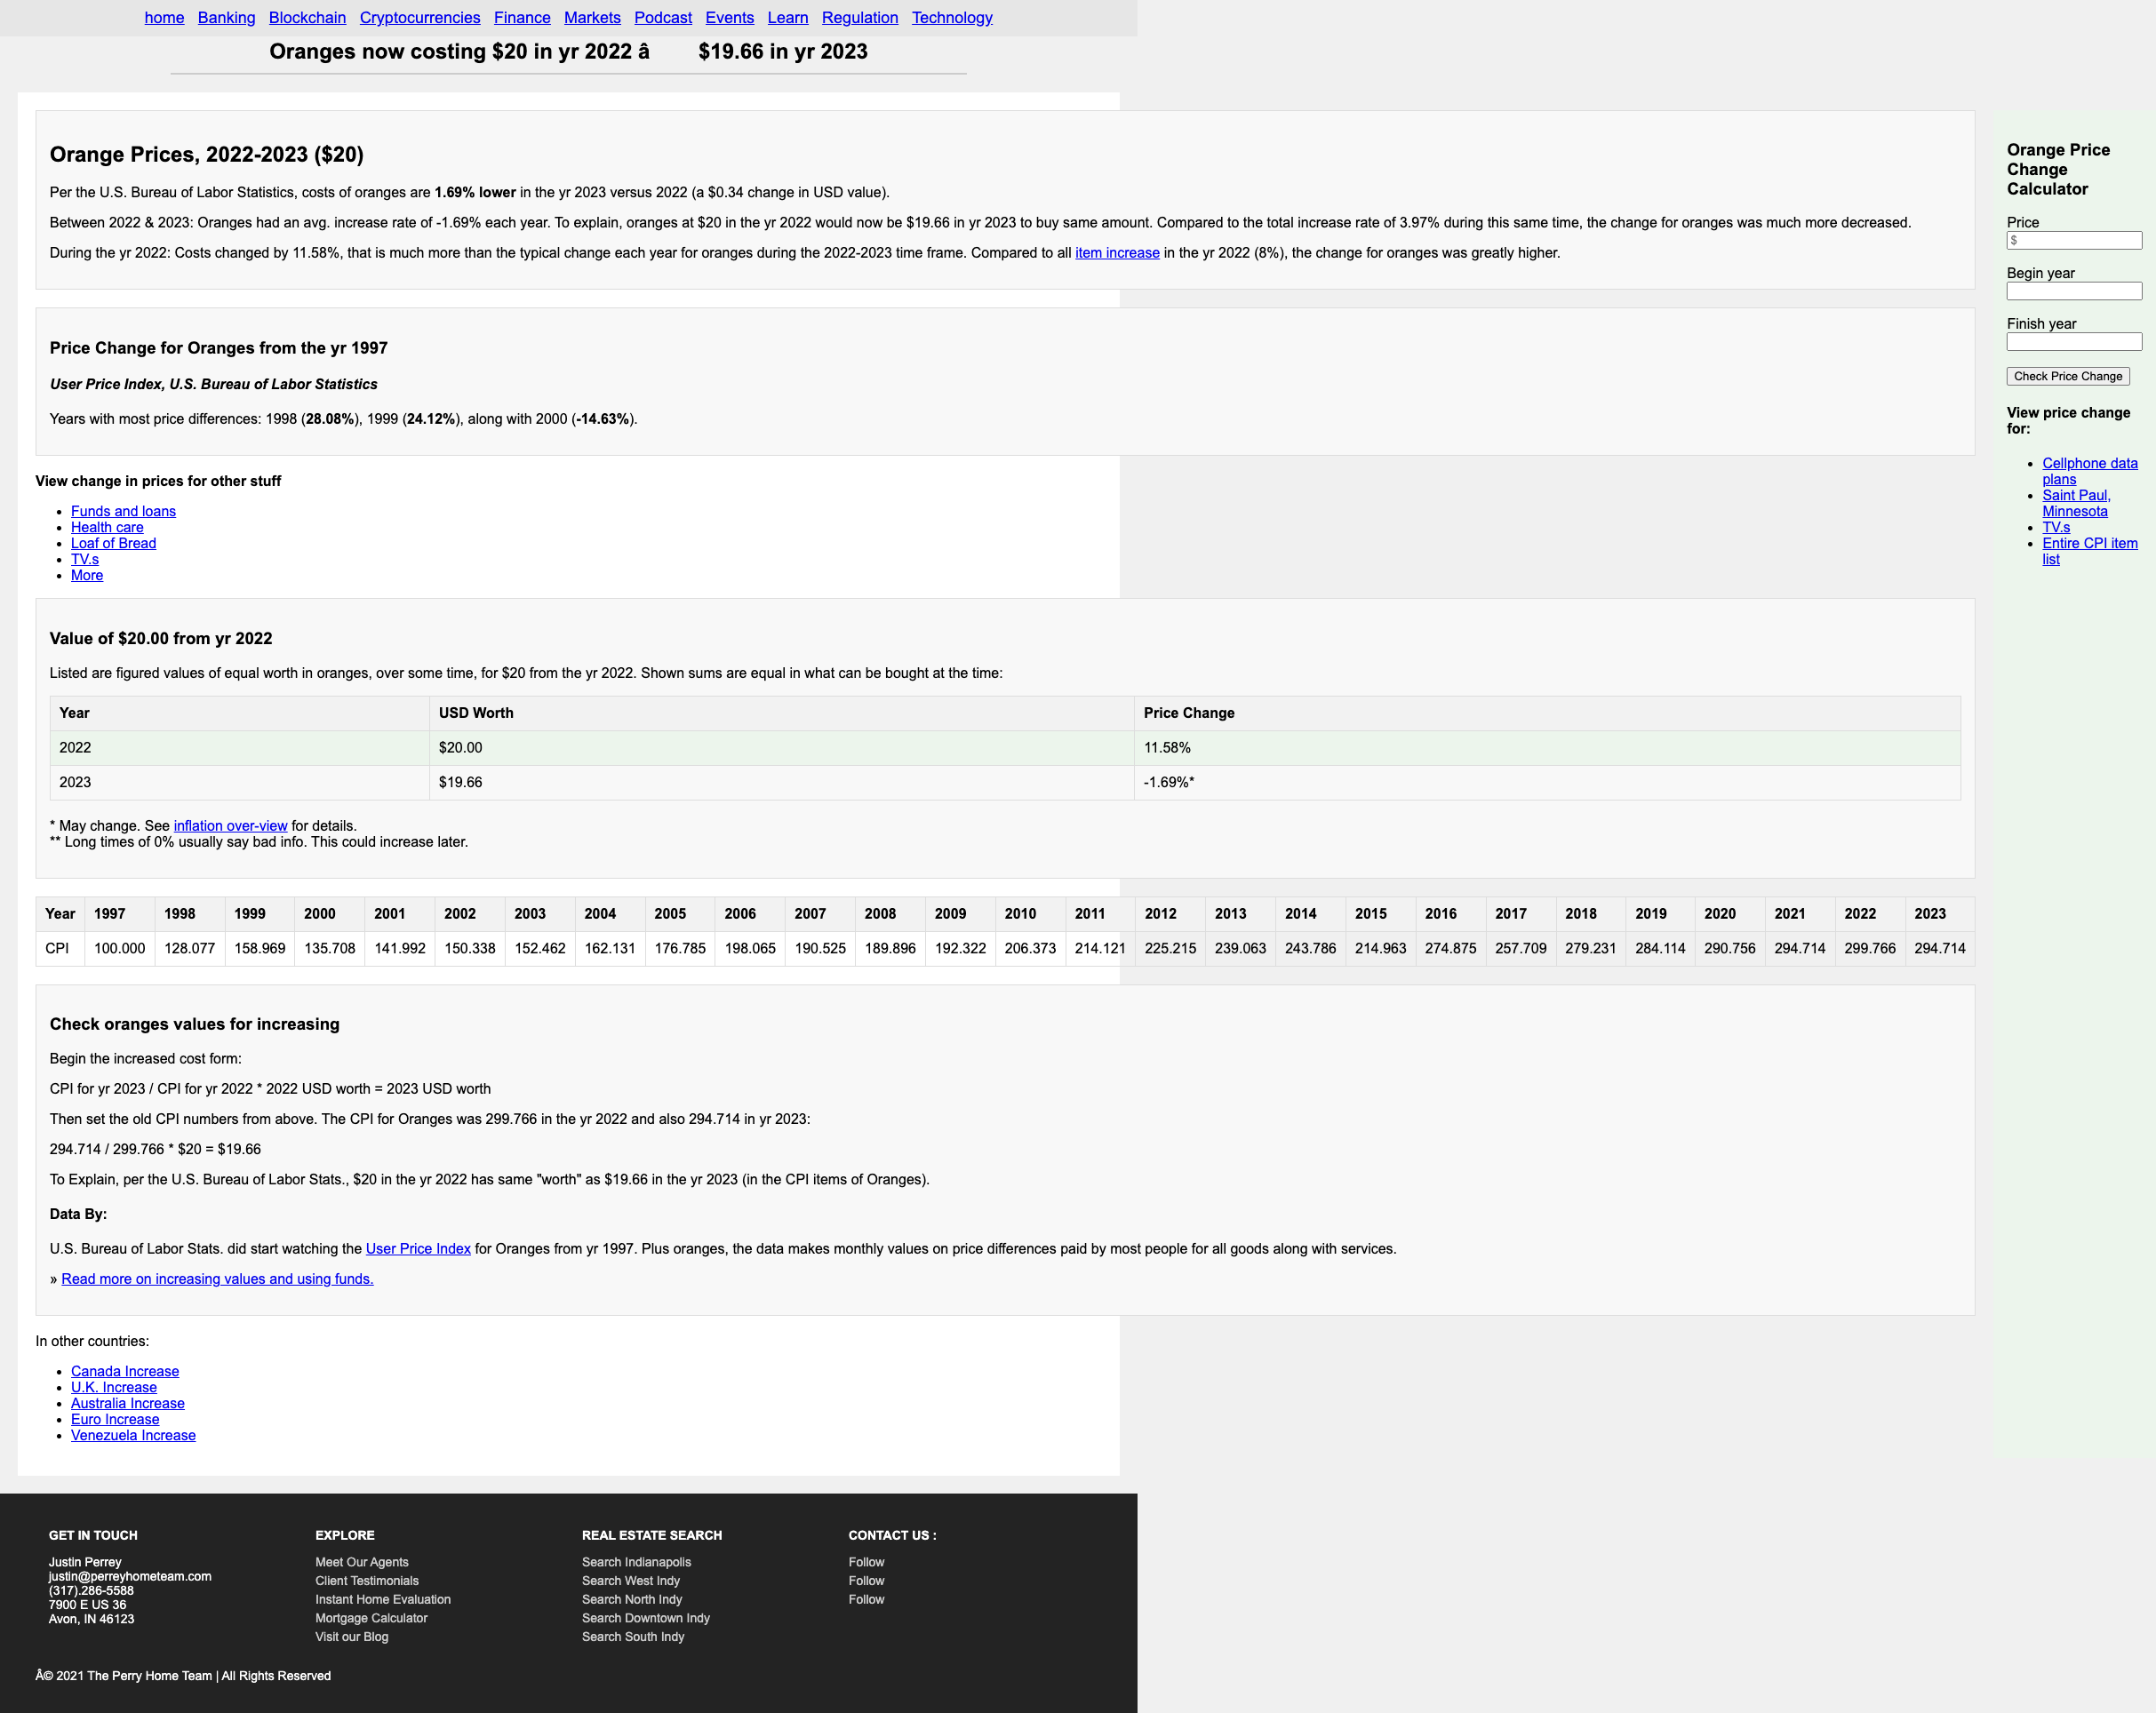 home Banking Blockchain Cryptocurrencies Finance Markets Podcast Events Learn Regulation Technology
Oranges now costing $20 in yr 2022 â $19.66 in yr 2023
Orange Prices, 2022-2023 ($20)
Per the U.S. Bureau of Labor Statistics, costs of oranges are 1.69% lower in the yr 2023 versus 2022 (a $0.34 change in USD value).
Between 2022 & 2023: Oranges had an avg. increase rate of -1.69% each year. To explain, oranges at $20 in the yr 2022 would now be $19.66 in yr 2023 to buy same amount. Compared to the total increase rate of 3.97% during this same time, the change for oranges was much more decreased.
During the yr 2022: Costs changed by 11.58%, that is much more than the typical change each year for oranges during the 2022-2023 time frame. Compared to all item increase in the yr 2022 (8%), the change for oranges was greatly higher.
Price Change for Oranges from the yr 1997
User Price Index, U.S. Bureau of Labor Statistics
Years with most price differences: 1998 (28.08%), 1999 (24.12%), along with 2000 (-14.63%).
View change in prices for other stuff
• Funds and loans
• Health care
• Loaf of Bread
• TV.s
• More
Value of $20.00 from yr 2022
Listed are figured values of equal worth in oranges, over some time, for $20 from the yr 2022. Shown sums are equal in what can be bought at the time:
Year USD Worth Price Change
2022 $20.00 11.58%
2023 $19.66 -1.69%*
* May change. See inflation over-view for details.
** Long times of 0% usually say bad info. This could increase later.
Year 1997 1998 1999 2000 2001 2002 2003 2004 2005 2006 2007 2008 2009 2010 2011 2012 2013 2014 2015 2016 2017 2018 2019 2020 2021 2022 2023
CPI 100.000 128.077 158.969 135.708 141.992 150.338 152.462 162.131 176.785 198.065 190.525 189.896 192.322 206.373 214.121 225.215 239.063 243.786 214.963 274.875 257.709 279.231 284.114 290.756 294.714 299.766 294.714
Check oranges values for increasing
Begin the increased cost form:
CPI for yr 2023 / CPI for yr 2022 * 2022 USD worth = 2023 USD worth
Then set the old CPI numbers from above. The CPI for Oranges was 299.766 in the yr 2022 and also 294.714 in yr 2023:
294.714 / 299.766 * $20 = $19.66
To Explain, per the U.S. Bureau of Labor Stats., $20 in the yr 2022 has same "worth" as $19.66 in the yr 2023 (in the CPI items of Oranges).
Data By:
U.S. Bureau of Labor Stats. did start watching the User Price Index for Oranges from yr 1997. Plus oranges, the data makes monthly values on price differences paid by most people for all goods along with services.
» Read more on increasing values and using funds.
In other countries:
• Canada Increase
• U.K. Increase
• Australia Increase
• Euro Increase
• Venezuela Increase
Orange Price
Change
Calculator
Price
$
Begin year
Finish year
Check Price Change
View price change
for:
• Cellphone data
plans
• Saint Paul,
Minnesota
• TV.s
• Entire CPI item
list
GET IN TOUCH
Justin Perrey
justin@perreyhometeam.com
(317).286-5588
7900 E US 36
Avon, IN 46123
EXPLORE
Meet Our Agents
Client Testimonials
Instant Home Evaluation
Mortgage Calculator
Visit our Blog
REAL ESTATE SEARCH
Search Indianapolis
Search West Indy
Search North Indy
Search Downtown Indy
Search South Indy
CONTACT US :
Follow
Follow
Follow
Â© 2021 The Perry Home Team | All Rights Reserved